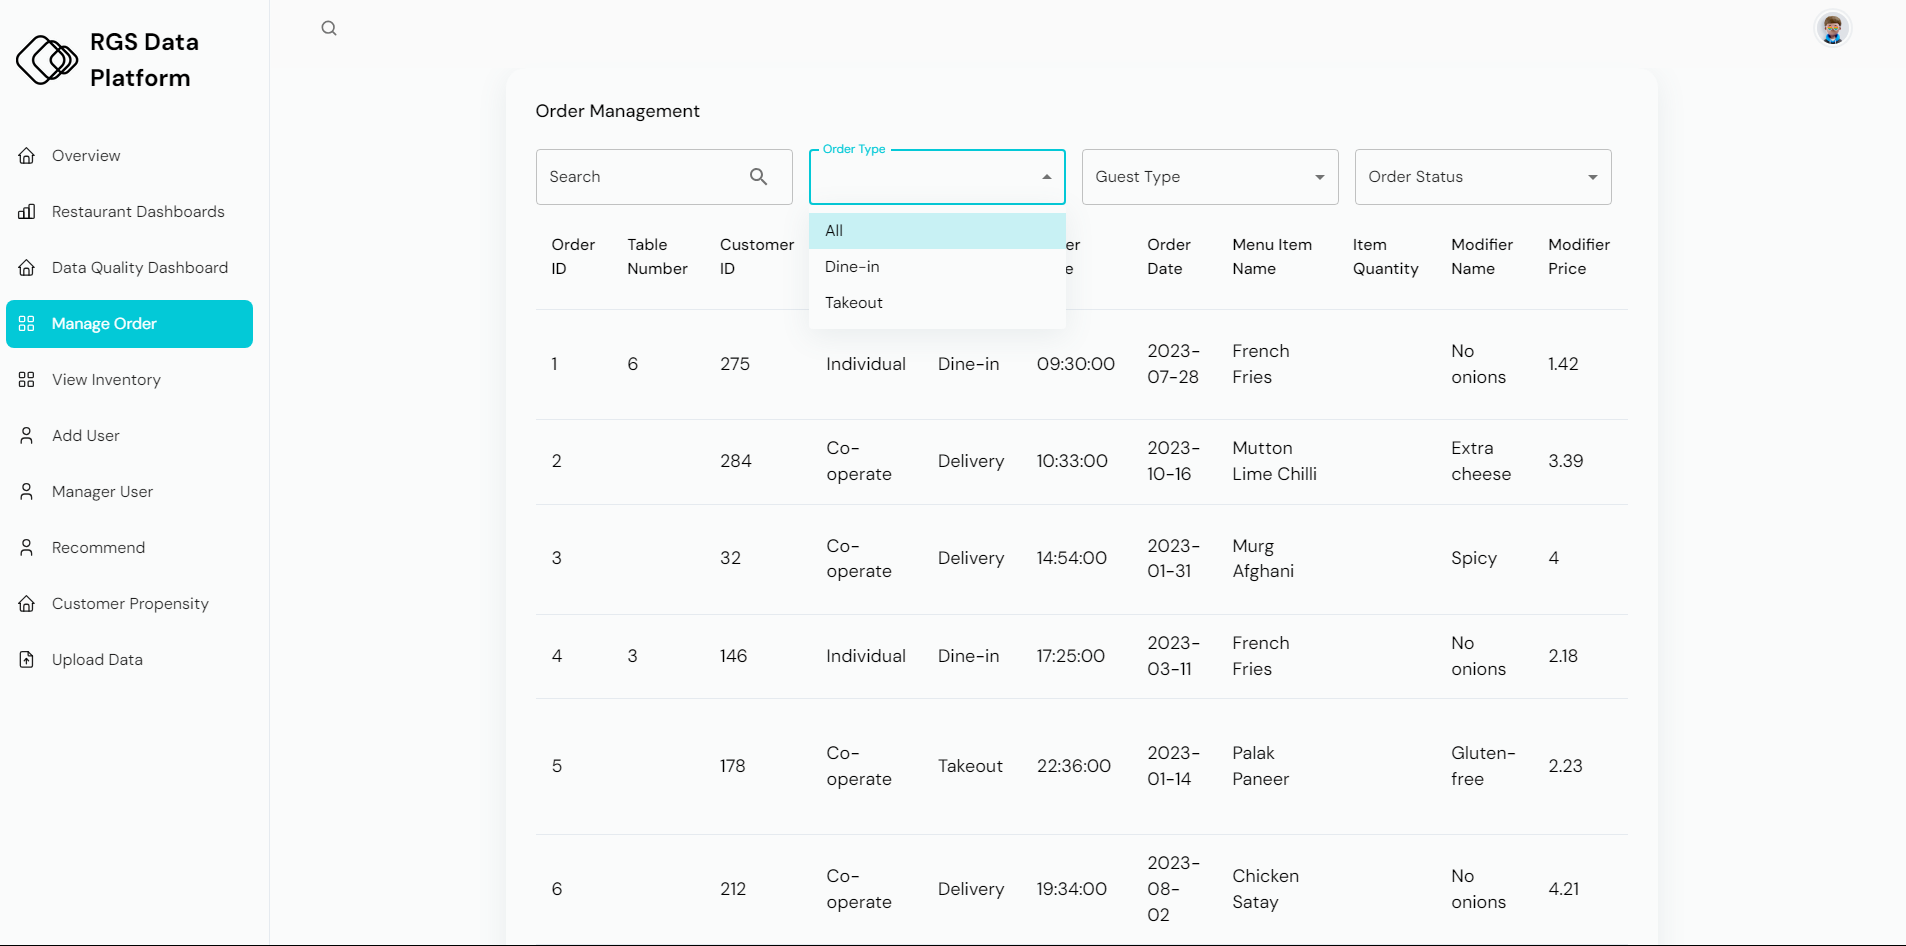 RGS Data
Platform
Overview
Restaurant Dashboards
Data Quality Dashboard
Manage Order
View Inventory
Add User
Manager User
Recommend
Customer Propensity
Upload Data
Order Management
Search
Order Type
Guest Type
Order Status
All
Dine-in
Takeout
Order Table Customer er Order Menu Item Item Modifier Modifier
ID Number ID e Date Name Quantity Name Price
1 6 275 Individual Dine-in 09:30:00 2023- French No 1.42
07-28 Fries onions
2 284 Co- Delivery 10:33:00 2023- Mutton Extra 3.39
operate 10-16 Lime Chilli cheese
3 32 Co- Delivery 14:54:00 2023- Murg Spicy 4
operate 01-31 Afghani
4 3 146 Individual Dine-in 17:25:00 2023- French No 2.18
03-11 Fries onions
5 178 Co- Takeout 22:36:00 2023- Palak Gluten- 2.23
operate 01-14 Paneer free
6 212 Co- Delivery 19:34:00 2023- Chicken No 4.21
operate 08- Satay onions
02